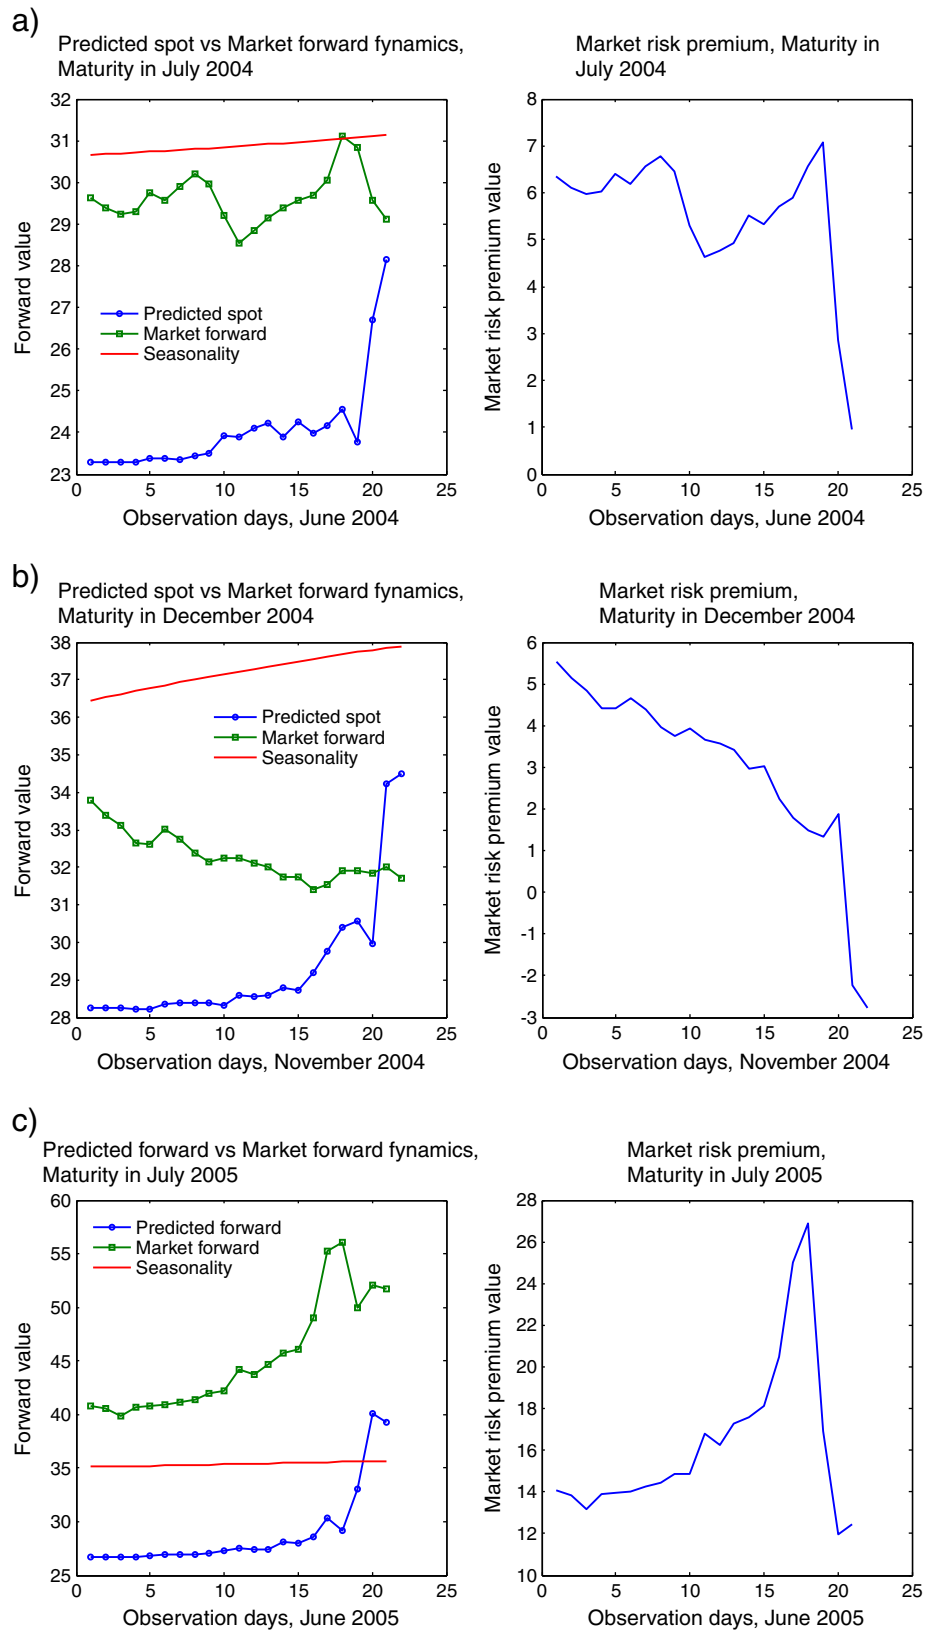 a)
Predicted spot vs Market forward fynamics,
Maturity in July 2004
32
31
30
29
28
27
26
25
24
23
0
5
10
15
20
25
Forward value
Predicted spot
Market forward
Seasonality
Observation days, June 2004
Market risk premium, Maturity in
July 2004
8
7
6
5
4
3
2
1
0
0
5
10
15
20
25
Market risk premium value
Observation days, June 2004
b)
Predicted spot vs Market forward fynamics,
Maturity in December 2004
38
37
36
35
34
33
32
31
30
29
28
0
5
10
15
20
25
Forward value
Predicted spot
Market forward
Seasonality
Observation days, November 2004
Market risk premium,
Maturity in December 2004
6
5
4
3
2
1
0
-1
-2
-3
0
5
10
15
20
25
Market risk premium value
Observation days, November 2004
c)
Predicted forward vs Market forward fynamics,
Maturity in July 2005
60
55
50
45
40
35
30
25
0
5
10
15
20
25
Forward value
Predicted forward
Market forward
Seasonality
Observation days, June 2005
Market risk premium,
Maturity in July 2005
28
26
24
22
20
18
16
14
12
10
0
5
10
15
20
25
Market risk premium value
Observation days, June 2005